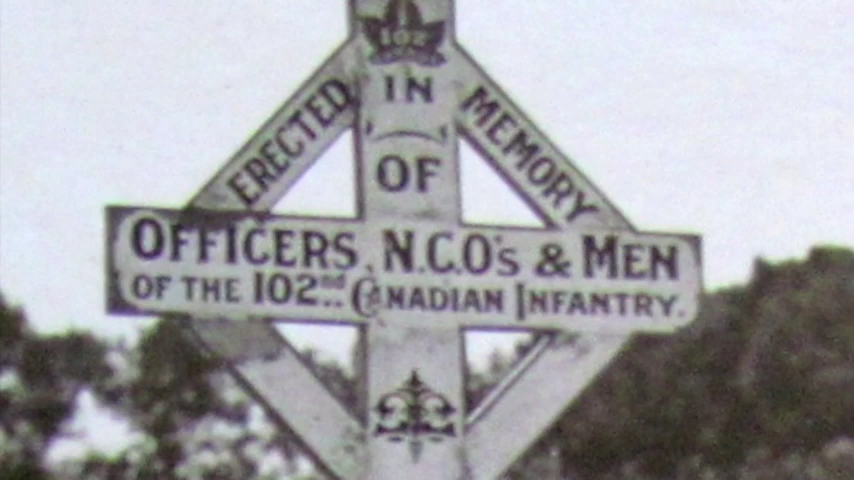 102
ERECTED IN MEMORY
OF
OFFICERS, N.C.O's & MEN
OF THE 102nd.. CANADIAN INFANTRY.